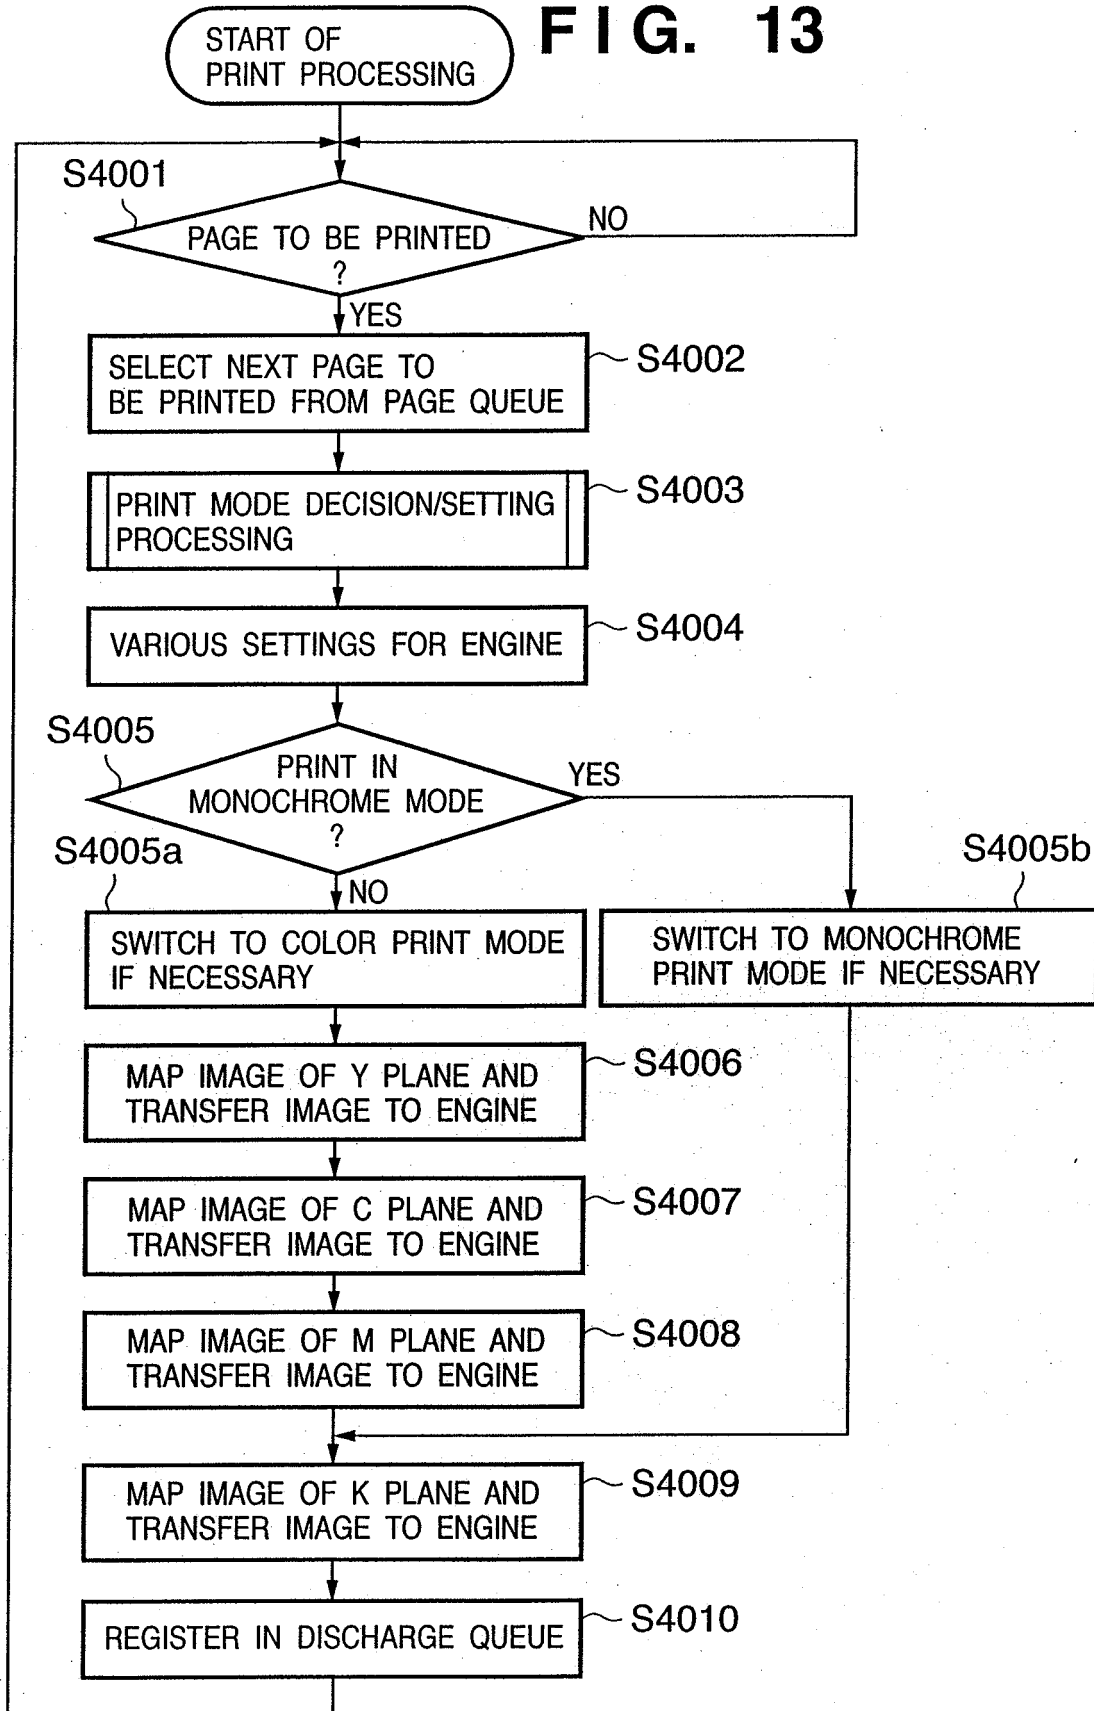 FIG. 13
START OF
PRINT PROCESSING
S4001
PAGE TO BE PRINTED
?
NO
YES
SELECT NEXT PAGE TO
BE PRINTED FROM PAGE QUEUE
S4002
PRINT MODE DECISION/SETTING
PROCESSING
S4003
VARIOUS SETTINGS FOR ENGINE
S4004
S4005
PRINT IN
MONOCHROME MODE
?
YES
NO
S4005a
SWITCH TO COLOR PRINT MODE
IF NECESSARY
S4005b
SWITCH TO MONOCHROME
PRINT MODE IF NECESSARY
MAP IMAGE OF Y PLANE AND
TRANSFER IMAGE TO ENGINE
S4006
MAP IMAGE OF C PLANE AND
TRANSFER IMAGE TO ENGINE
S4007
MAP IMAGE OF M PLANE AND
TRANSFER IMAGE TO ENGINE
S4008
MAP IMAGE OF K PLANE AND
TRANSFER IMAGE TO ENGINE
S4009
REGISTER IN DISCHARGE QUEUE
S4010